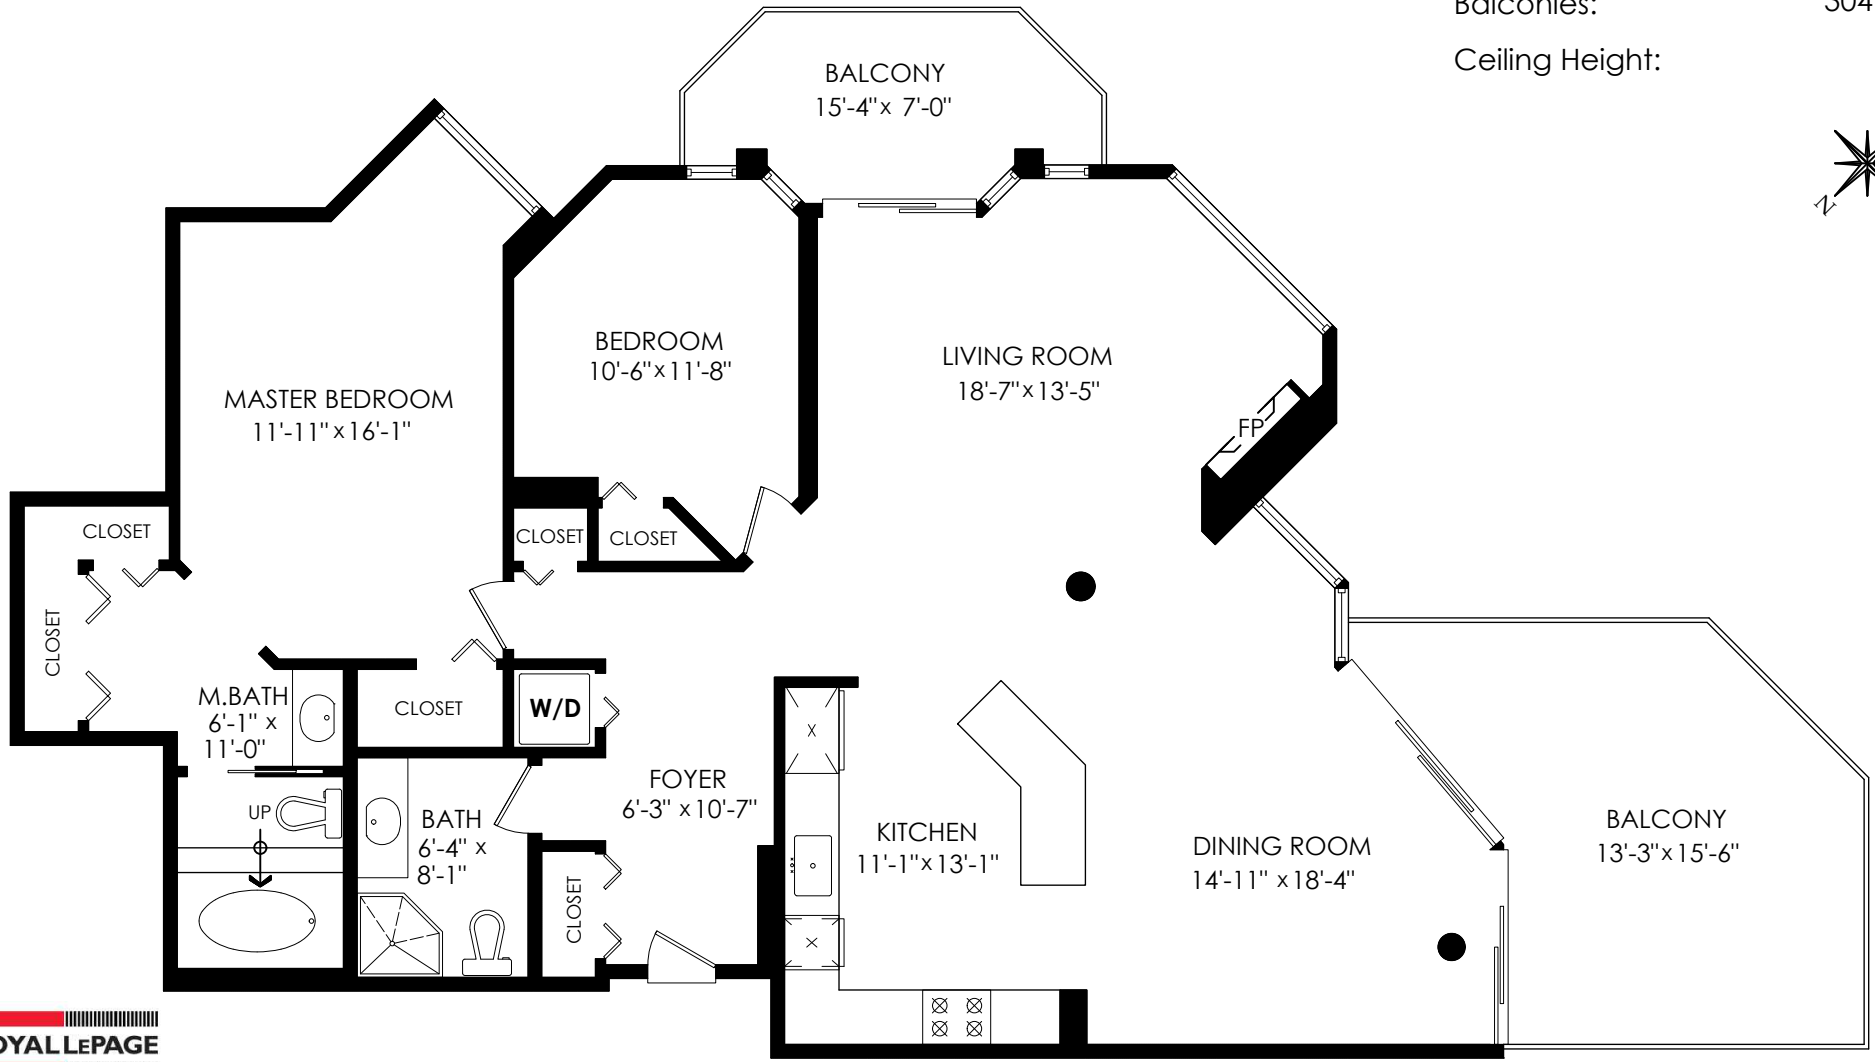 Balconies:
Ceiling Height:
N
BALCONY
15'-4" x 7'-0"
BEDROOM
10'-6" x 11'-8"
LIVING ROOM
18'-7" x 13'-5"
MASTER BEDROOM
11'-11" x 16'-1"
FP
CLOSET
CLOSET
CLOSET
CLOSET
M.BATH
6'-1" x
11'-0"
CLOSET
W/D
FOYER
6'-3" x 10'-7"
UP
BATH
6'-4" x
8'-1"
KITCHEN
11'-1" x 13'-1"
DINING ROOM
14'-11" x 18'-4"
BALCONY
13'-3" x 15'-6"
CLOSET
X
X
OYAL LEPAGE